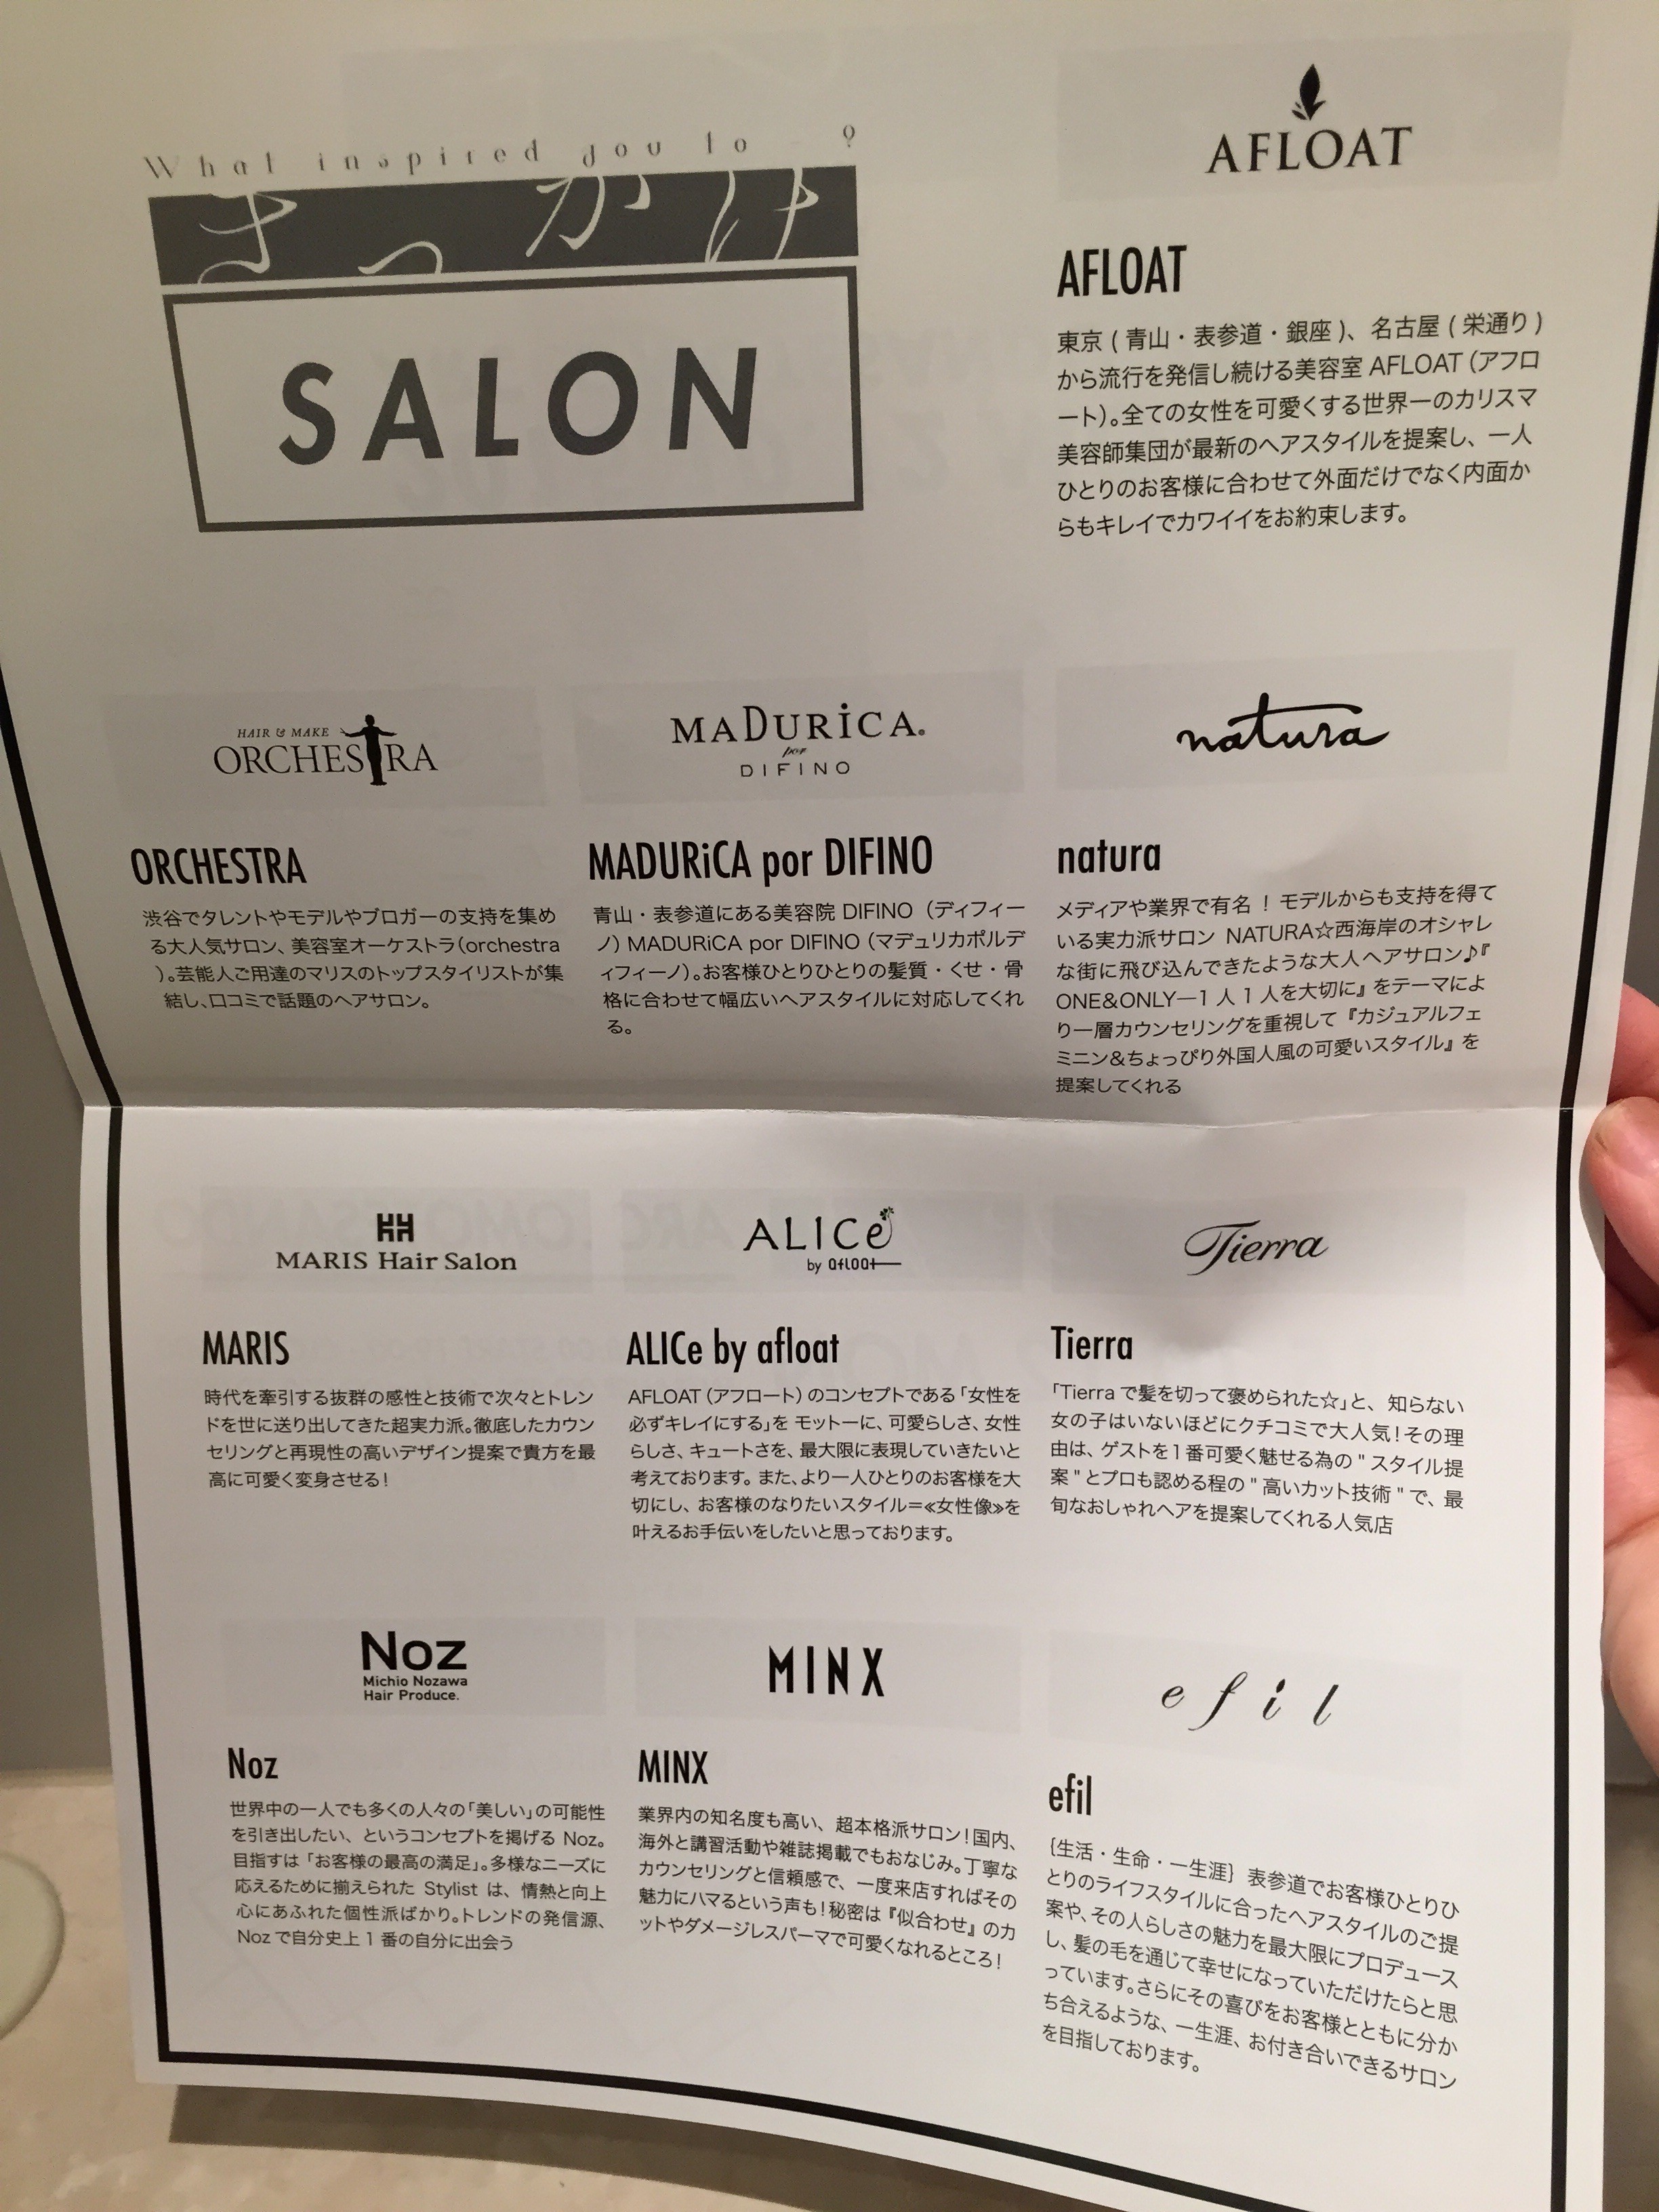 What inspired you to ?
きっかけ
SALON
AFLOAT
AFLOAT
東京(青山・表参道・銀座)、名古屋(栄通り)
から流行を発信し続ける美容室 AFLOAT（アフロ
ート）。全ての女性を可愛くする世界一のカリスマ
美容師集団が最新のヘアスタイルを提案し、一人
ひとりのお客様に合わせて外面だけでなく内面か
らもキレイでカワイイをお約束します。
HAIR & MAKE
ORCHESTRA
ORCHESTRA
渋谷でタレントやモデルやブロガーの支持を集め
る大人気サロン、美容室オーケストラ（orchestra
）。芸能人ご用達のマリスのトップスタイリストが集
結し、口コミで話題のヘアサロン。
MADURiCA.
por
DIFINO
MADURiCA por DIFINO
青山・表参道にある美容院 DIFINO（ディフィー
ノ）MADURiCA por DIFINO（マデュリカポルデ
ィフィーノ）。お客様ひとりひとりの髪質・くせ・骨
格に合わせて幅広いヘアスタイルに対応してくれ
る。
natura
natura
メディアや業界で有名！モデルからも支持を得て
いる実力派サロン NATURA☆西海岸のオシャレ
な街に飛び込んできたような大人ヘアサロン♪『
ONE&ONLY―1人1人を大切に』をテーマによ
り一層カウンセリングを重視して『カジュアルフェ
ミニン＆ちょっぴり外国人風の可愛いスタイル』を
提案してくれる
HH
MARIS Hair Salon
MARIS
時代を牽引する抜群の感性と技術で次々とトレン
ドを世に送り出してきた超実力派。徹底したカウン
セリングと再現性の高いデザイン提案で貴方を最
高に可愛く変身させる！
ALICe
by afloat
ALICe by afloat
AFLOAT（アフロート）のコンセプトである「女性を
必ずキレイにする」を モットーに、可愛らしさ、女性
らしさ、キュートさを、最大限に表現していきたいと
考えております。また、より一人ひとりのお客様を大
切にし、お客様のなりたいスタイル＝≪女性像≫を
叶えるお手伝いをしたいと思っております。
Tierra
Tierra
「Tierra で髪を切って褒められた☆」と、知らない
女の子はいないほどにクチコミで大人気！その理
由は、ゲストを1番可愛く魅せる為の " スタイル提
案 " とプロも認める程の " 高いカット技術 " で、最
旬なおしゃれヘアを提案してくれる人気店
Noz
Michio Nozawa
Hair Produce.
Noz
世界中の一人でも多くの人々の「美しい」の可能性
を引き出したい、というコンセプトを掲げる Noz。
目指すは「お客様の最高の満足」。多様なニーズに
応えるために揃えられた Stylist は、情熱と向上
心にあふれた個性派ばかり。トレンドの発信源、
Noz で自分史上1番の自分に出会う
MINX
MINX
業界内の知名度も高い、超本格派サロン！国内、
海外と講習活動や雑誌掲載でもおなじみ。丁寧な
カウンセリングと信頼感で、一度来店すればその
魅力にハマるという声も！秘密は『似合わせ』のカ
ットやダメージレスパーマで可愛くなれるところ！
efil
efil
{生活・生命・一生涯} 表参道でお客様ひとりひ
とりのライフスタイルに合ったヘアスタイルのご提
案や、その人らしさの魅力を最大限にプロデュース
し、髪の毛を通じて幸せになっていただけたらと思
っています。さらにその喜びをお客様とともに分か
ち合えるような、一生涯、お付き合いできるサロン
を目指しております。